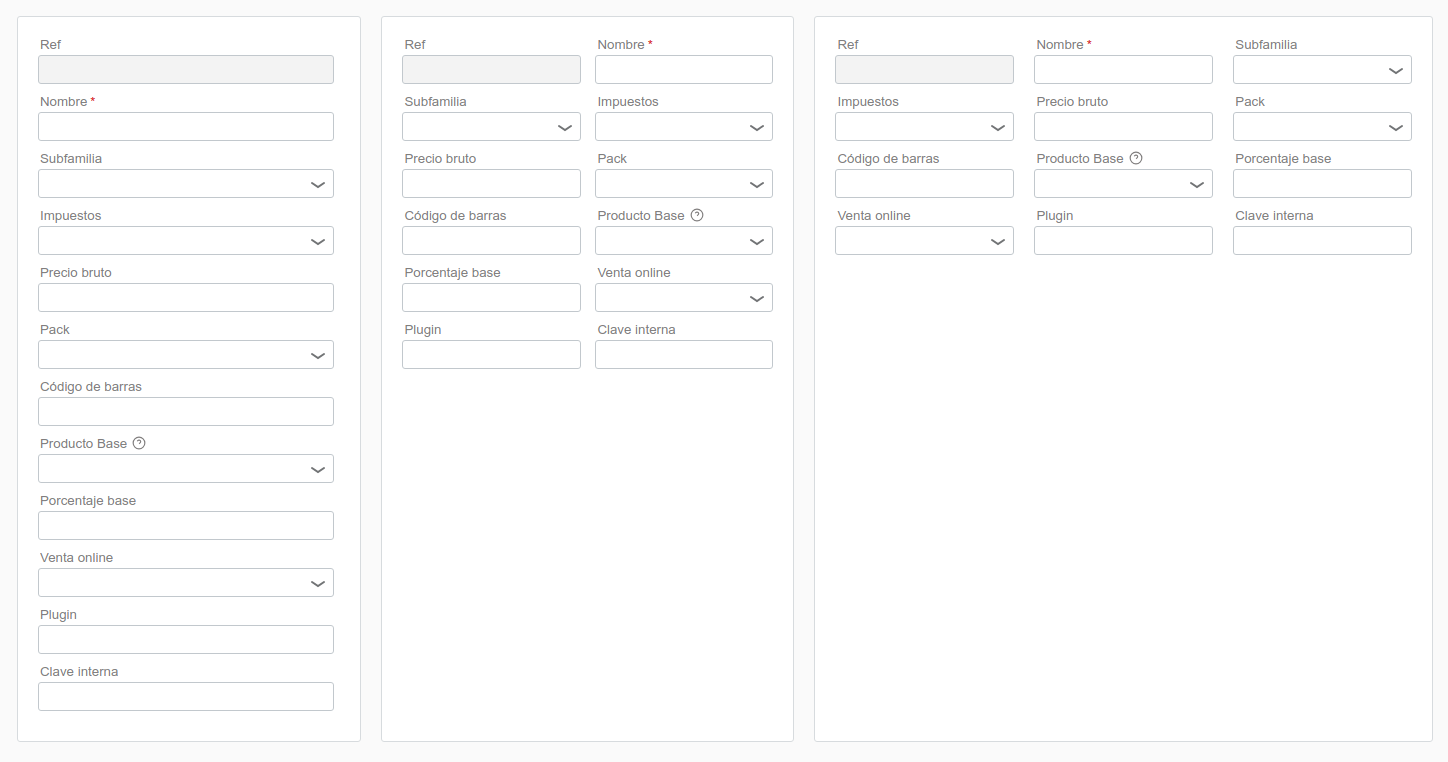 Ref
Nombre *
Subfamilia
Impuestos
Precio bruto
Pack
Código de barras
Producto Base ?
Porcentaje base
Venta online
Plugin
Clave interna
Ref Nombre *
Subfamilia Impuestos
Precio bruto Pack
Código de barras Producto Base ?
Porcentaje base Venta online
Plugin Clave interna
Ref Nombre * Subfamilia
Impuestos Precio bruto Pack
Código de barras Producto Base ? Porcentaje base
Venta online Plugin Clave interna